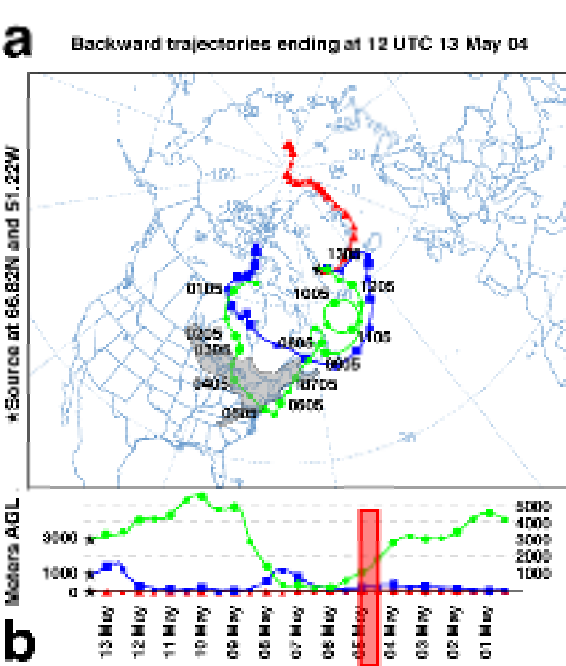 a
Backward trajectories ending at 12 UTC 13 May 04
★Source at 66.82N and 51.22W
1205
1005
0105
1105
0205
0305
0405
0705
0605
0505
Meters AGL
5000
4000
3000
3000
2000
1000
1000
0
13 May
12 May
11 May
10 May
09 May
08 May
07 May
06 May
05 May
04 May
03 May
02 May
01 May
b